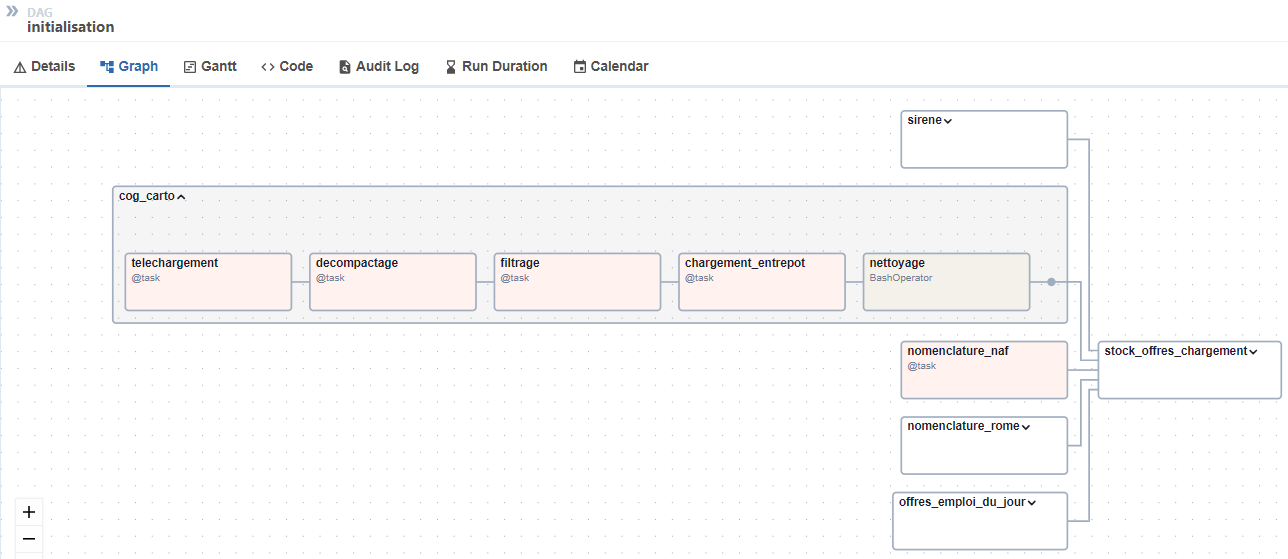 DAG
initialisation
Details Graph Gantt Code Audit Log Run Duration Calendar
sirene
cog_carto
telechargement
@task
decompactage
@task
filtrage
@task
chargement_entrepot
@task
nettoyage
BashOperator
nomenclature_naf
@task
stock_offres_chargement
nomenclature_rome
offres_emploi_du_jour